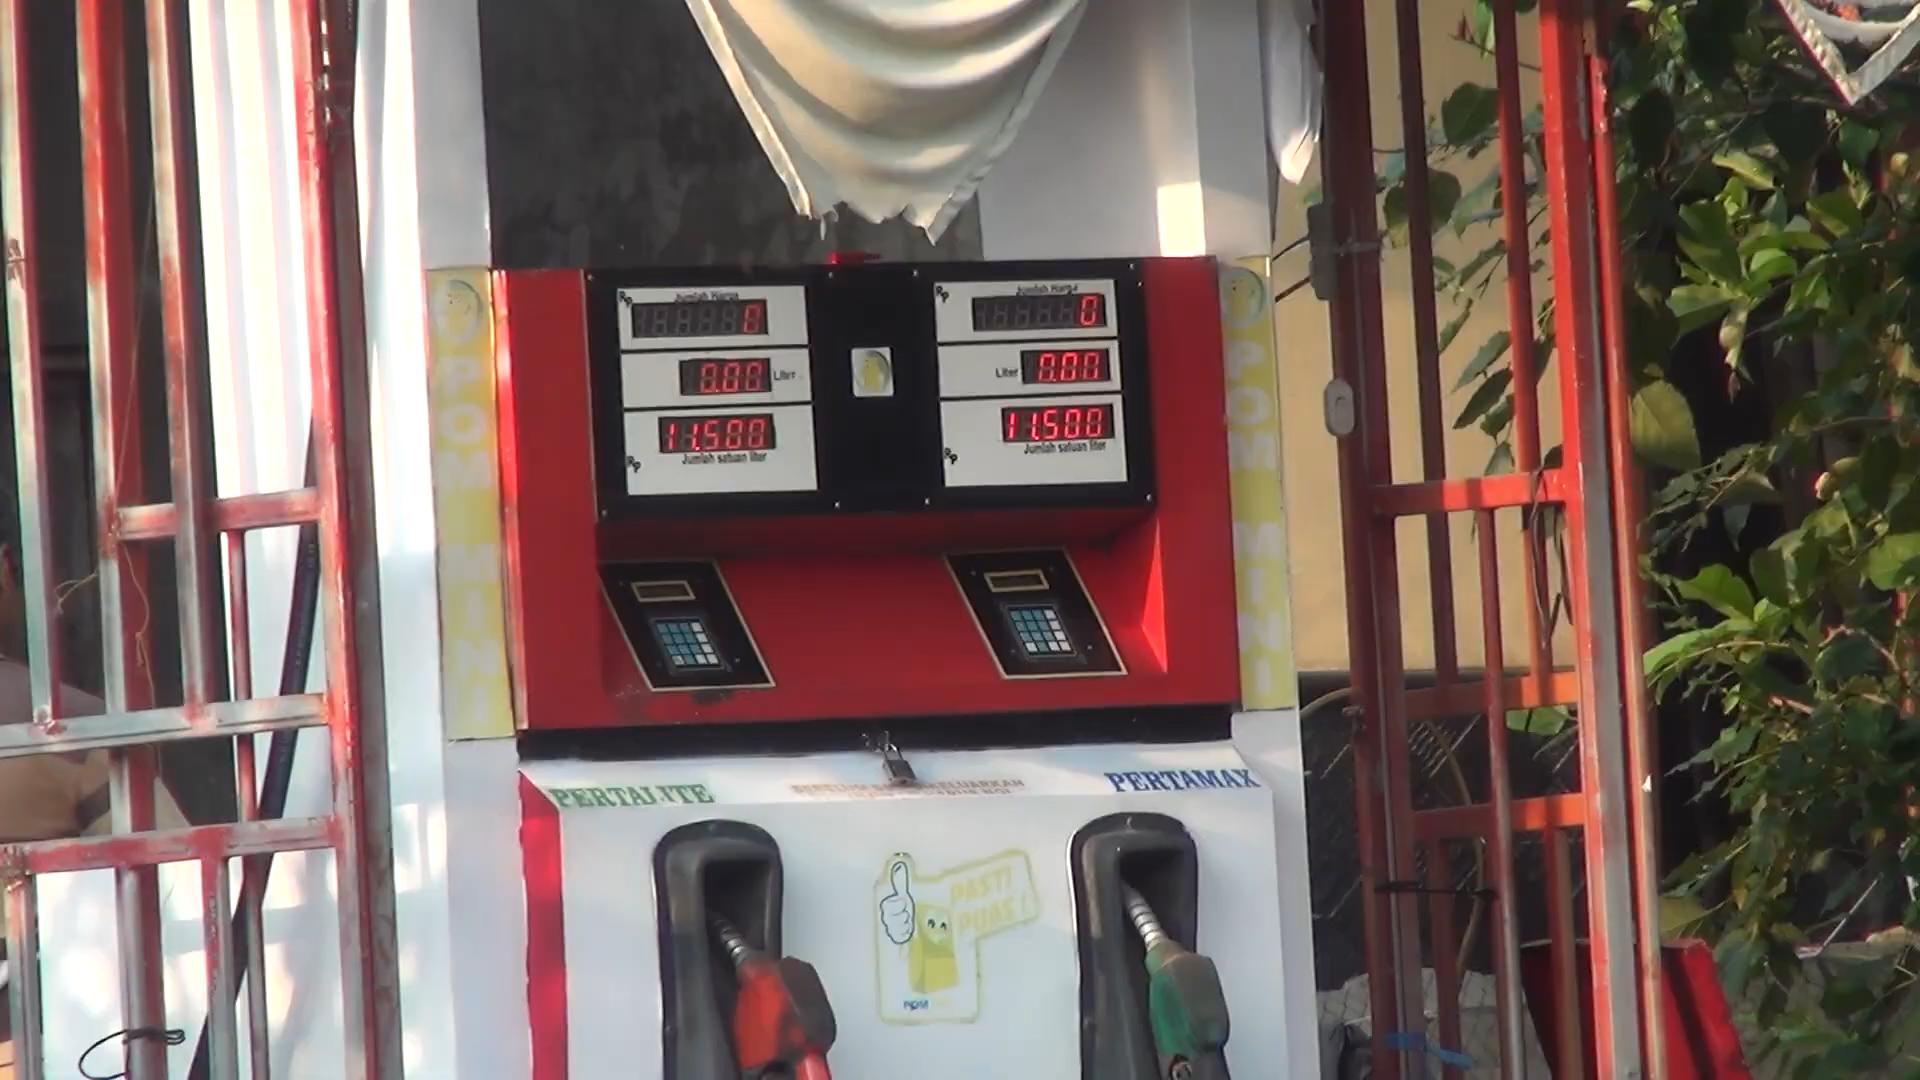 Rp Jumlah Harga
0
0.00 Liter
11,500
Rp Jumlah satuan liter
Rp Jumlah Harga
0
Liter 0.00
11,500
Rp Jumlah satuan liter
POM MINI
POM MINI
PERTALITE
PERTAMAX
PASTI
PUAS!
POM